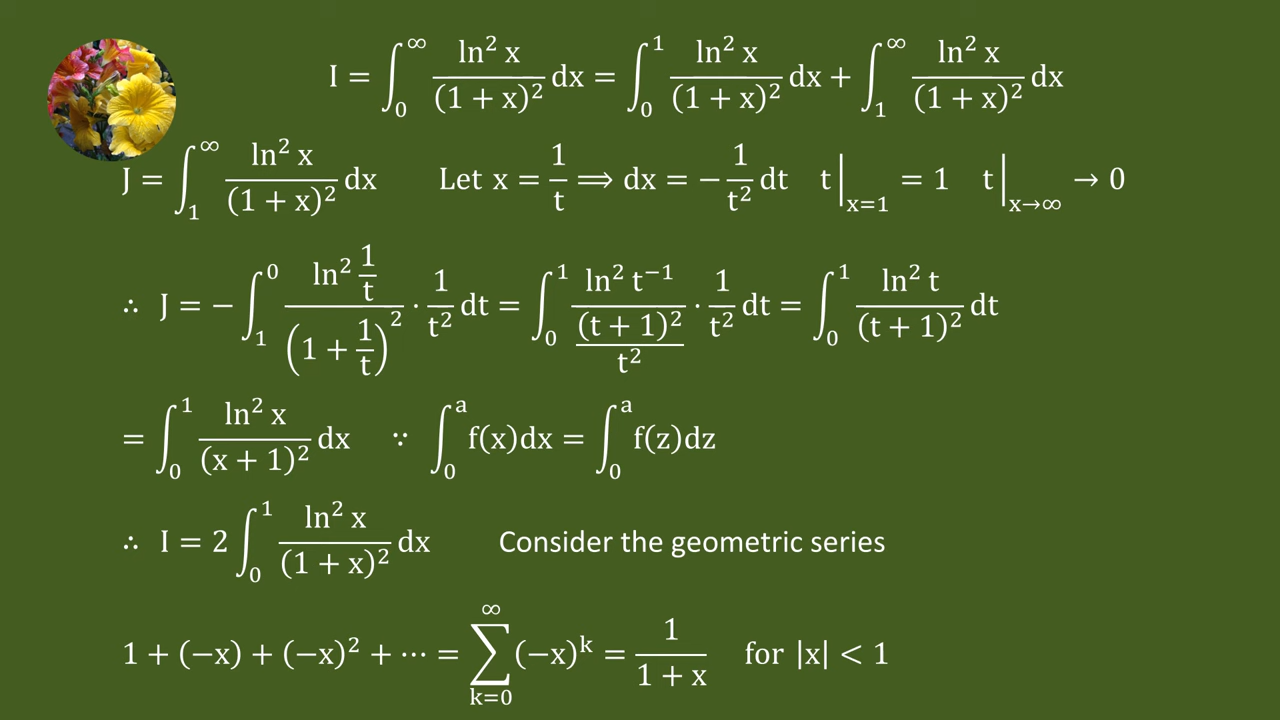 I = ∫₀^∞ ln² x / (1 + x)² dx = ∫₀^1 ln² x / (1 + x)² dx + ∫₁^∞ ln² x / (1 + x)² dx
J = ∫₁^∞ ln² x / (1 + x)² dx Let x = 1/t ⟹ dx = − 1/t² dt t|ₓ₌₁ = 1 t|ₓ→∞ → 0
∴ J = − ∫₁^0 ln² (1/t) / (1 + 1/t)² · 1/t² dt = ∫₀^1 ln² t⁻¹ / ((t + 1)² / t²) · 1/t² dt = ∫₀^1 ln² t / (t + 1)² dt
= ∫₀^1 ln² x / (x + 1)² dx ∵ ∫₀^a f(x)dx = ∫₀^a f(z)dz
∴ I = 2 ∫₀^1 ln² x / (1 + x)² dx Consider the geometric series
1 + (−x) + (−x)² + ⋯ = ∑_{k=0}^∞ (−x)^k = 1 / (1 + x) for |x| < 1